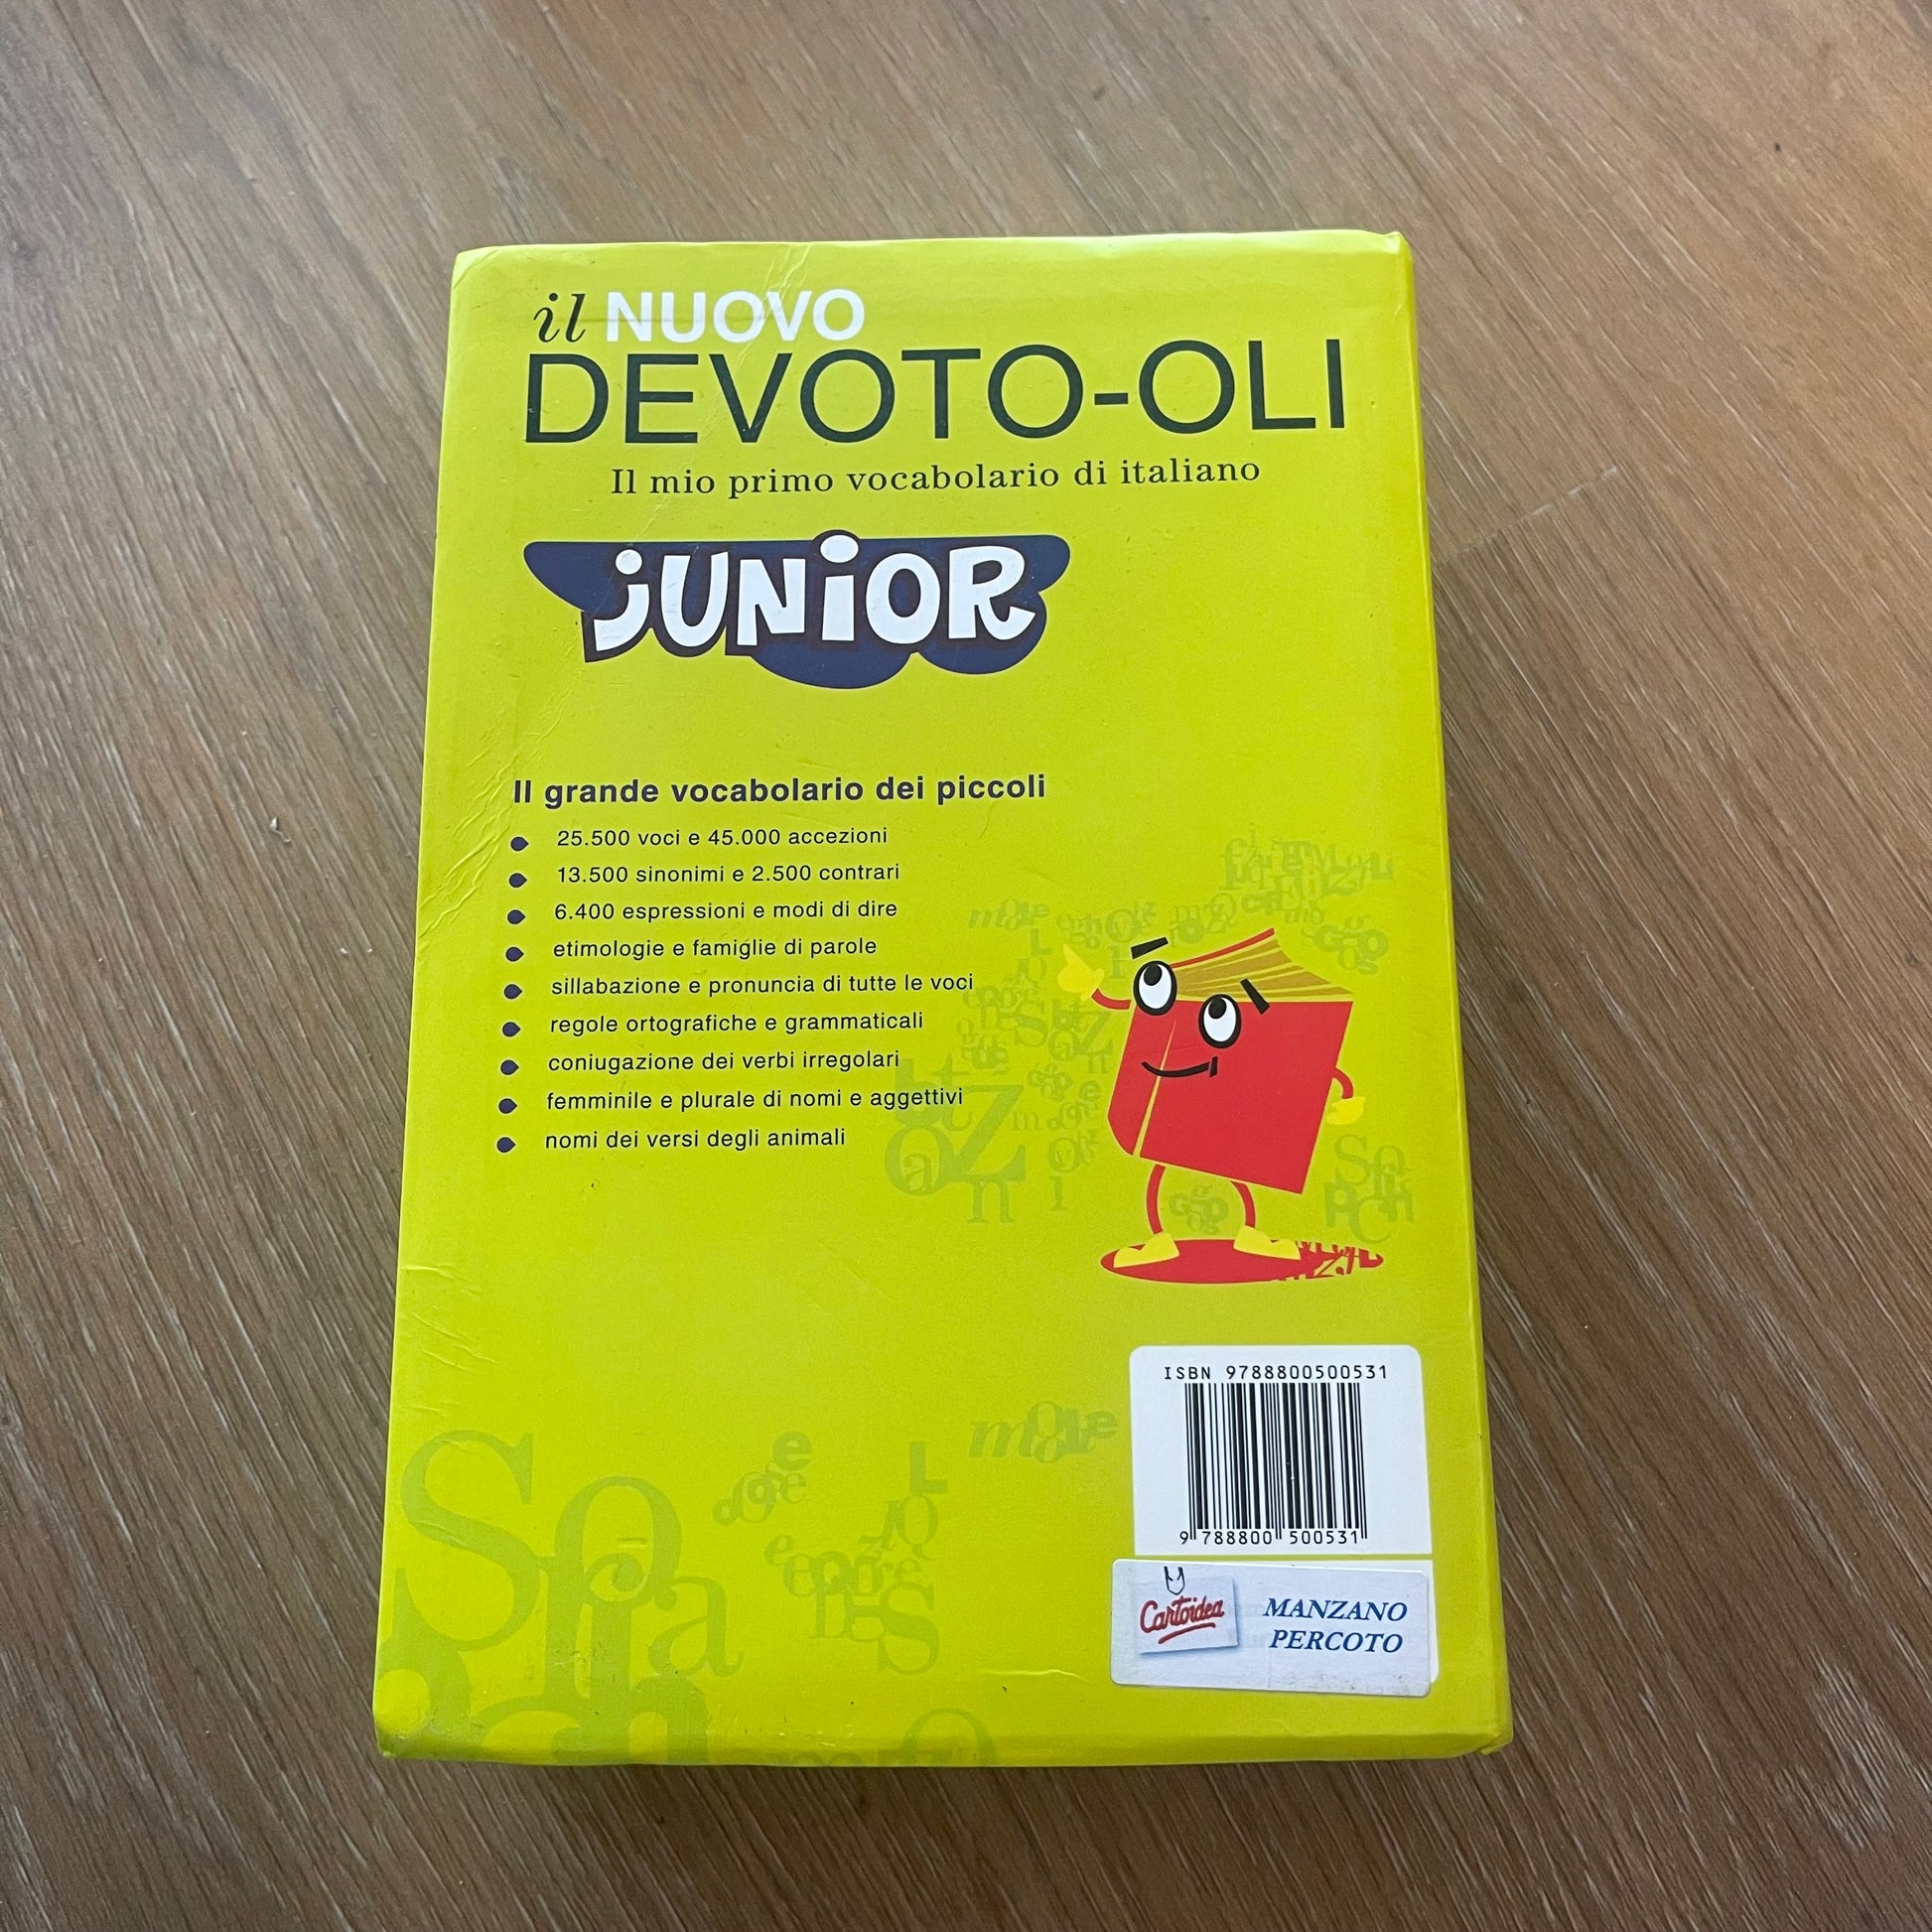 il NUOVO
DEVOTO-OLI
Il mio primo vocabolario di italiano
JUNiOR
Il grande vocabolario dei piccoli
25.500 voci e 45.000 accezioni
13.500 sinonimi e 2.500 contrari
6.400 espressioni e modi di dire
etimologie e famiglie di parole
sillabazione e pronuncia di tutte le voci
regole ortografiche e grammaticali
coniugazione dei verbi irregolari
femminile e plurale di nomi e aggettivi
nomi dei versi degli animali
ISBN 9788800500531
9 788800 500531
Cartoidea
MANZANO
PERCOTO